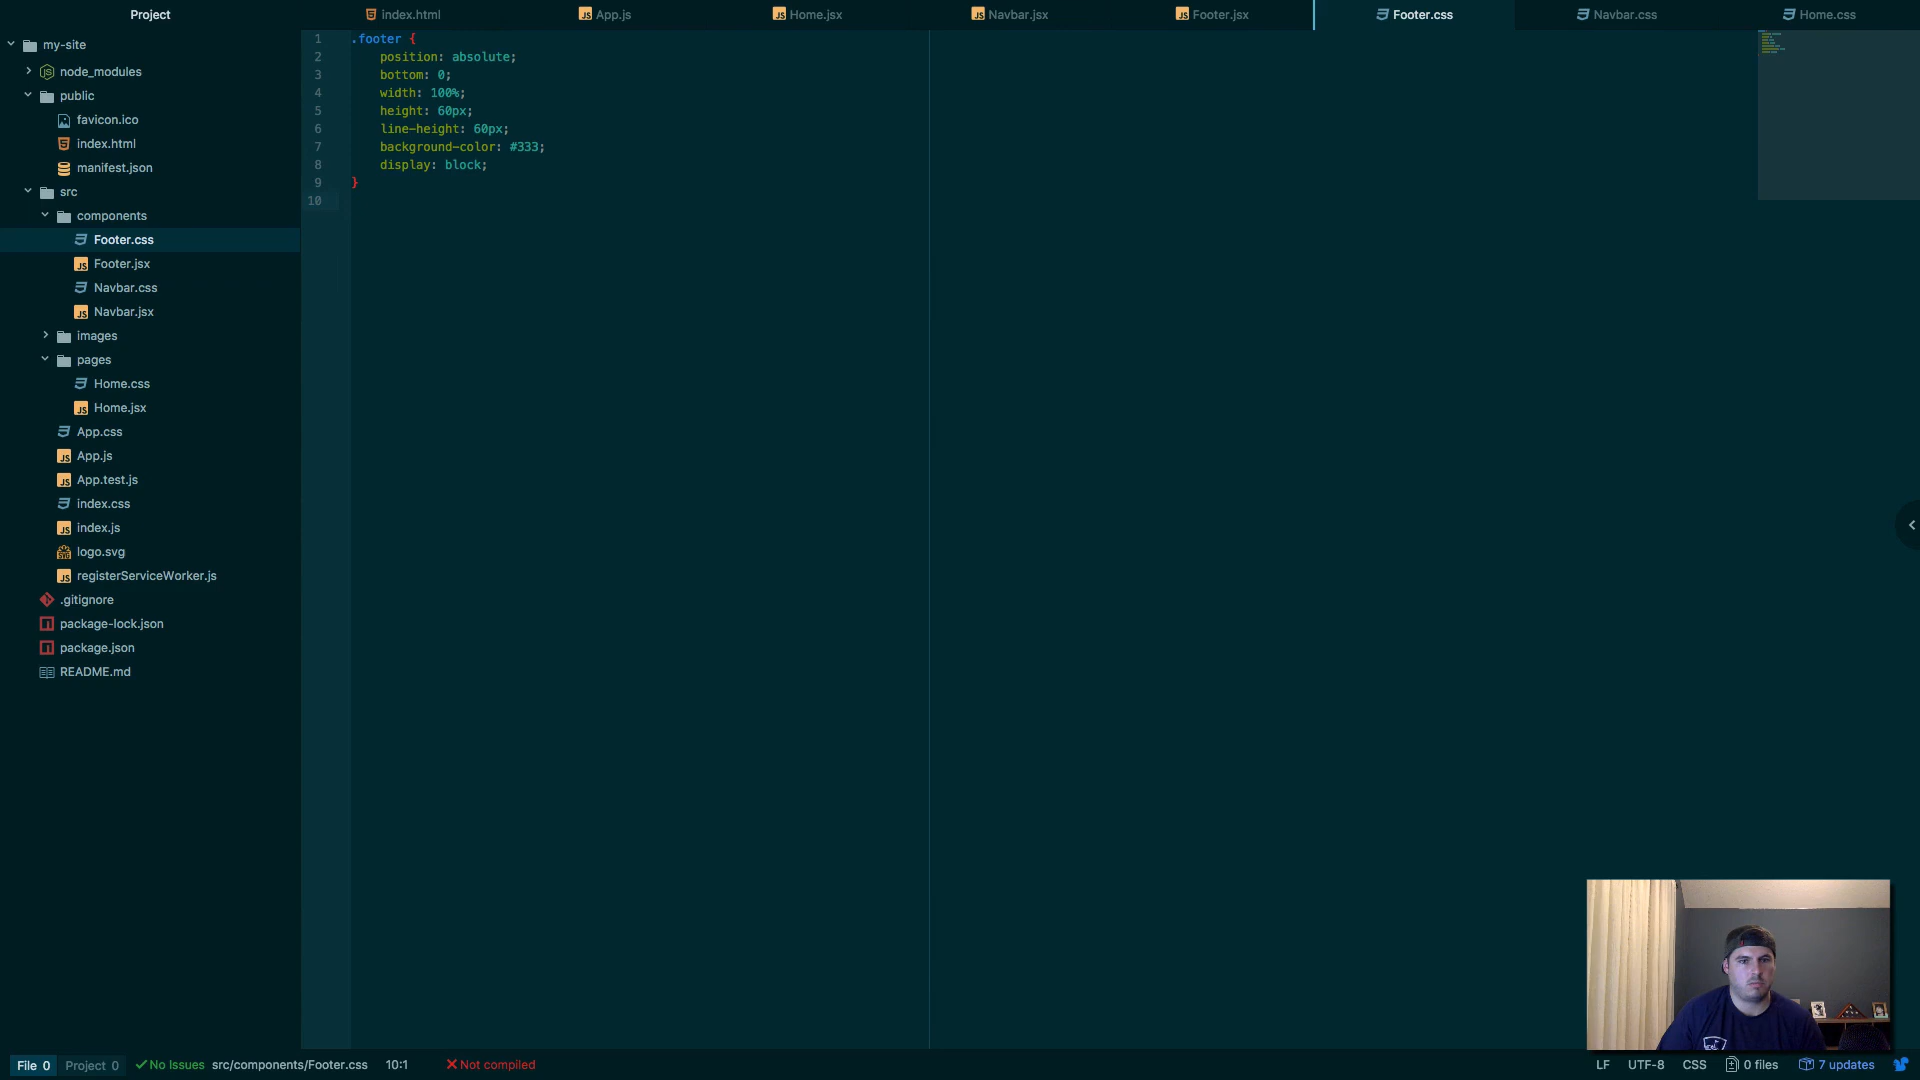 Project
index.html
App.js
Home.jsx
Navbar.jsx
Footer.jsx
Footer.css
Navbar.css
Home.css
my-site
node_modules
public
favicon.ico
index.html
manifest.json
src
components
Footer.css
Footer.jsx
Navbar.css
Navbar.jsx
images
pages
Home.css
Home.jsx
App.css
App.js
App.test.js
index.css
index.js
logo.svg
registerServiceWorker.js
.gitignore
package-lock.json
package.json
README.md
1 .footer {
2 position: absolute;
3 bottom: 0;
4 width: 100%;
5 height: 60px;
6 line-height: 60px;
7 background-color: #333;
8 display: block;
9 }
10
File 0 Project 0 No Issues src/components/Footer.css 10:1 Not compiled LF UTF-8 CSS 0 files 7 updates